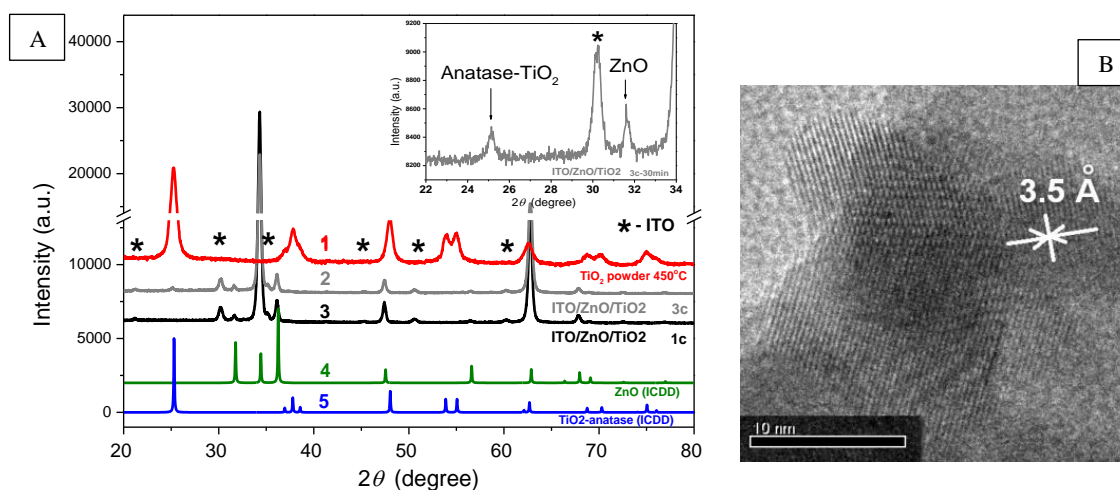 A
40000
30000
20000
10000
5000
0
Intensity (a.u.)
20 30 40 50 60 70 80
2θ (degree)
* * * * * *
* - ITO
1
TiO₂ powder 450°C
2
ITO/ZnO/TiO2 3c
3
ITO/ZnO/TiO2 1c
4
ZnO (ICDD)
5
TiO2-anatase (ICDD)
9200
9000
8800
8600
8400
8200
Intensity (a.u.)
Anatase-TiO₂
*
ZnO
ITO/ZnO/TiO2 3c-30min
22 24 26 28 30 32 34
2θ (degree)
B
3.5 Å
10 nm